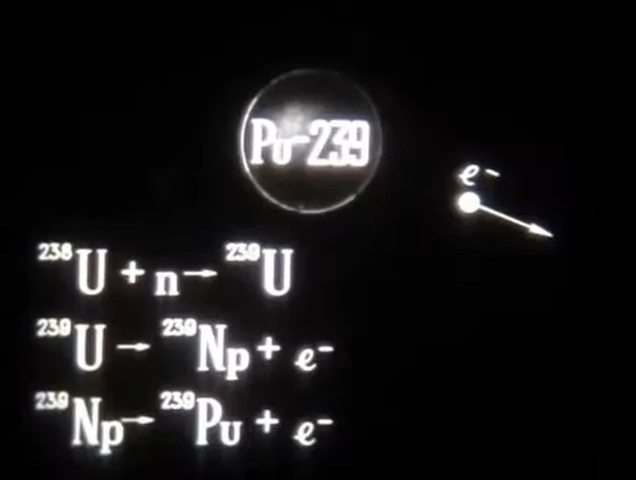 Pu-239
e⁻
²³⁸U + n → ²³⁹U
²³⁹U → ²³⁹Np + e⁻
²³⁹Np → ²³⁹Pu + e⁻